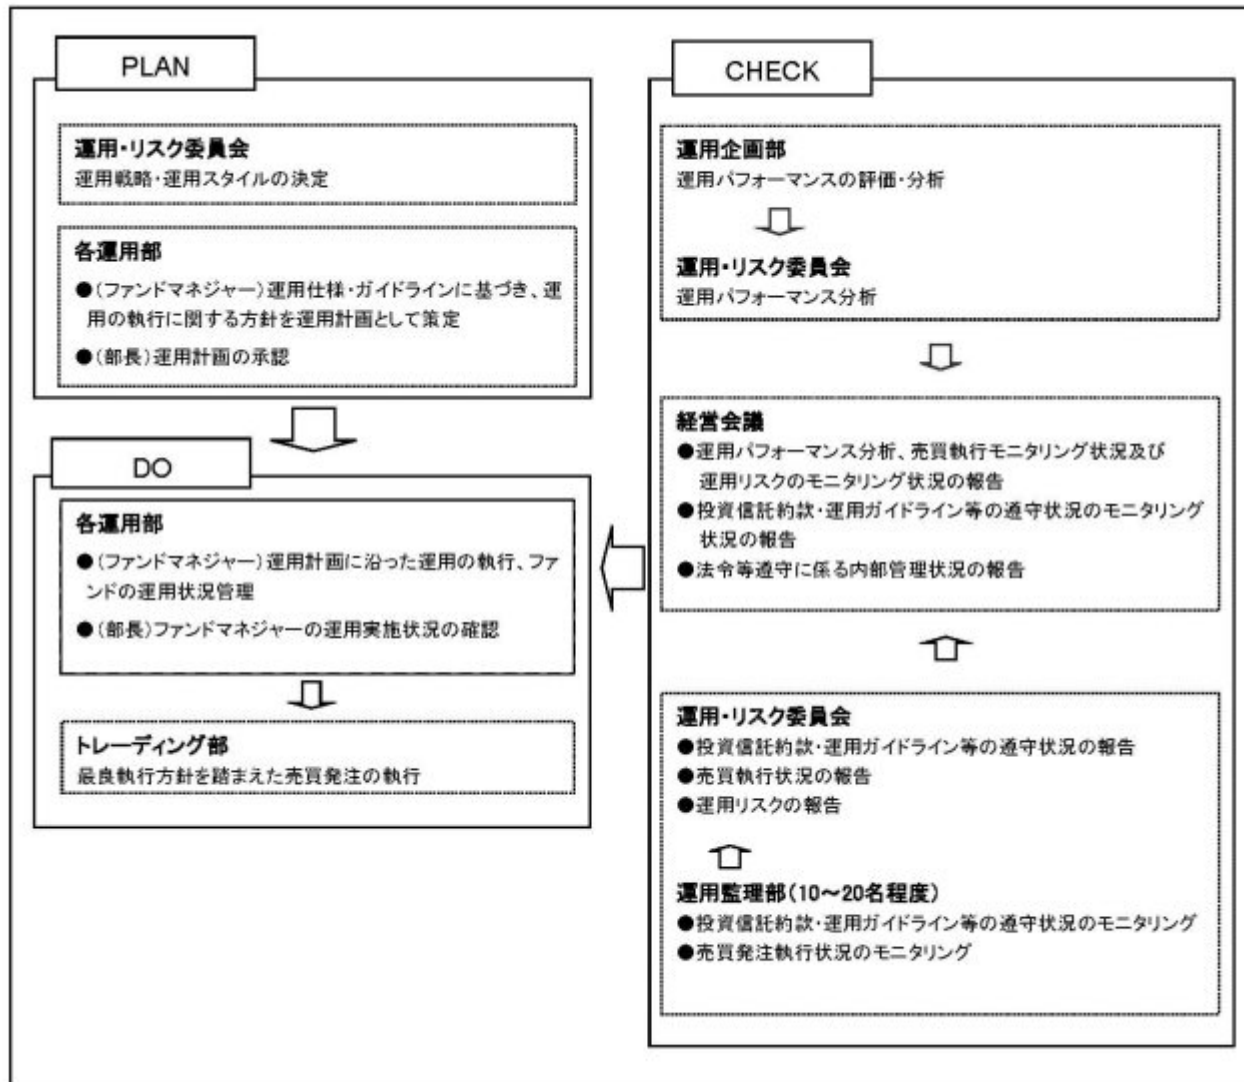 PLAN
運用・リスク委員会
運用戦略・運用スタイルの決定
各運用部
●(ファンドマネジャー)運用仕様・ガイドラインに基づき、運
用の執行に関する方針を運用計画として策定
●(部長)運用計画の承認
DO
各運用部
●(ファンドマネジャー)運用計画に沿った運用の執行、ファ
ンドの運用状況管理
●(部長)ファンドマネジャーの運用実施状況の確認
トレーディング部
最良執行方針を踏まえた売買発注の執行
CHECK
運用企画部
運用パフォーマンスの評価・分析
運用・リスク委員会
運用パフォーマンス分析
経営会議
●運用パフォーマンス分析、売買執行モニタリング状況及び
運用リスクのモニタリング状況の報告
●投資信託約款・運用ガイドライン等の遵守状況のモニタリング
状況の報告
●法令等遵守に係る内部管理状況の報告
運用・リスク委員会
●投資信託約款・運用ガイドライン等の遵守状況の報告
●売買執行状況の報告
●運用リスクの報告
運用監理部(10~20名程度)
●投資信託約款・運用ガイドライン等の遵守状況のモニタリング
●売買発注執行状況のモニタリング